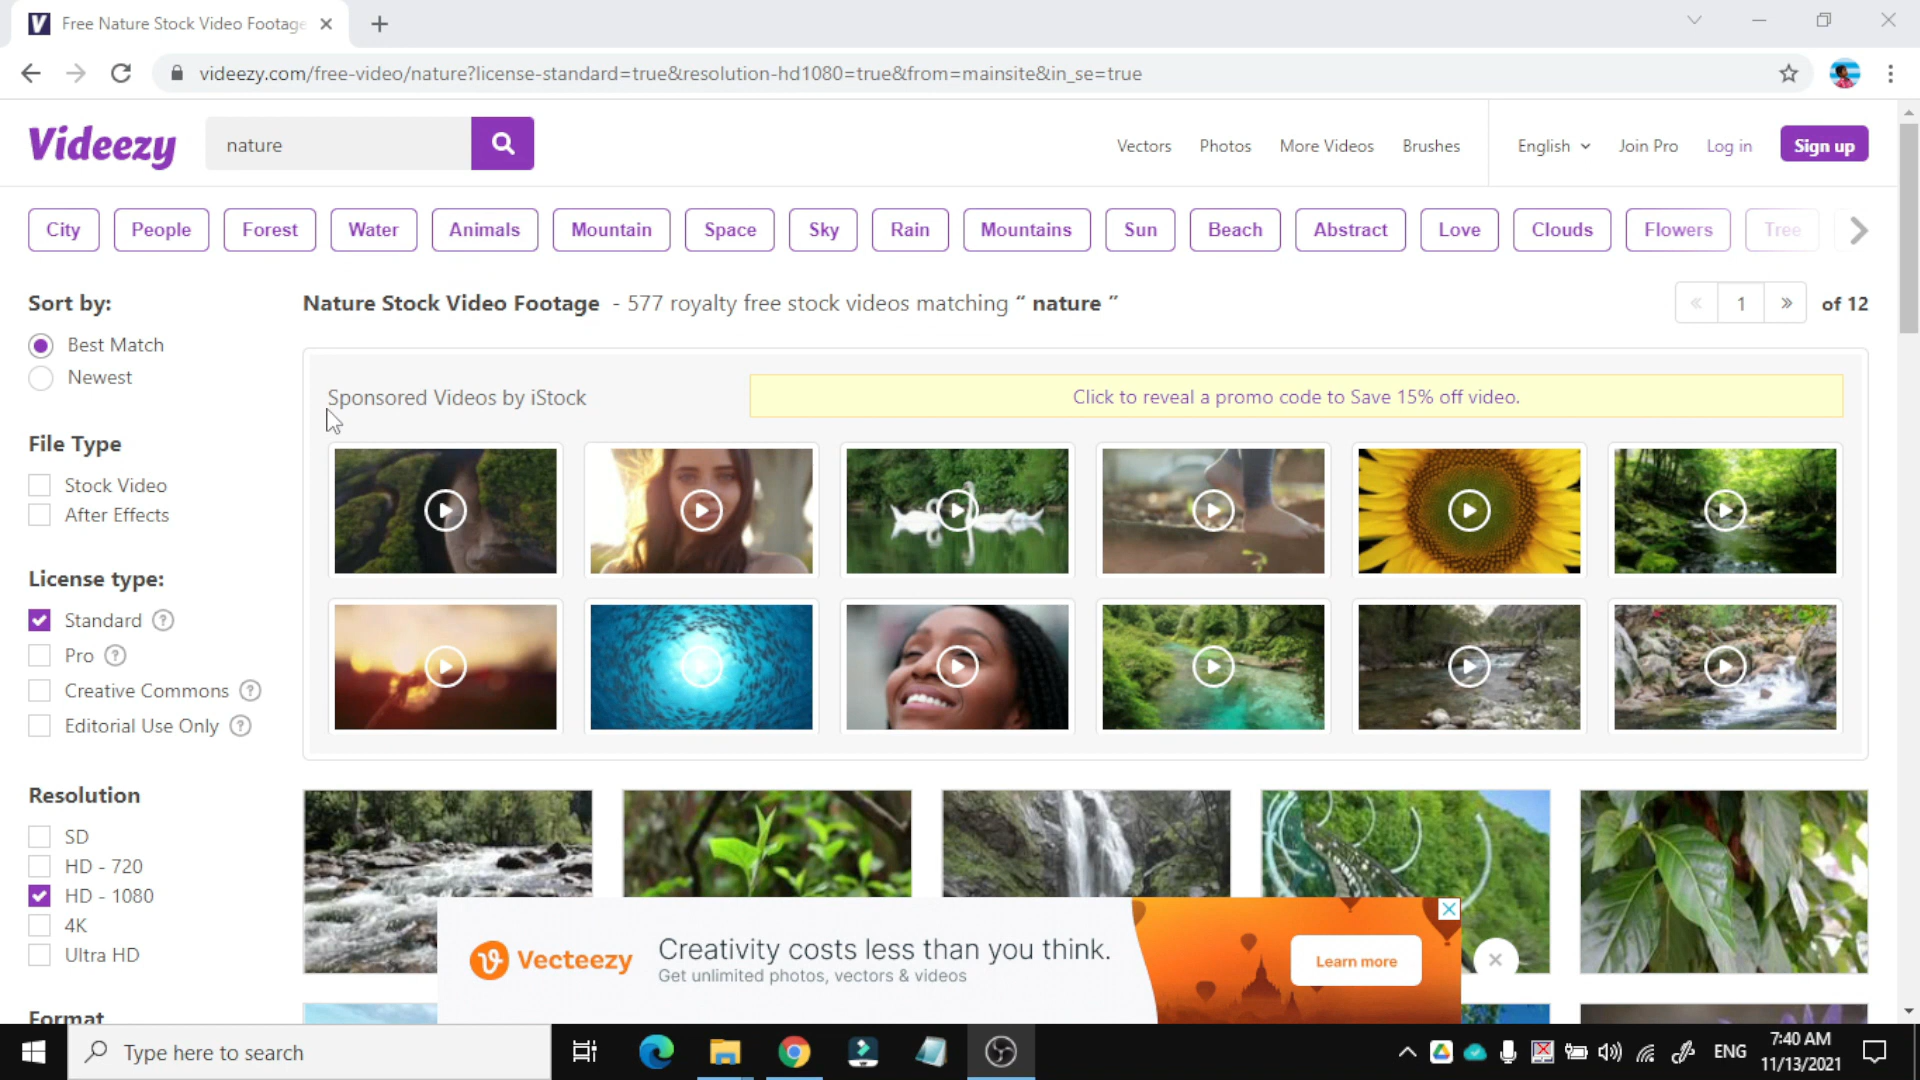 Free Nature Stock Video Footage
videezy.com/free-video/nature?license-standard=true&resolution-hd1080=true&from=mainsite&in_se=true
Videezy
nature
Vectors
Photos
More Videos
Brushes
English
Join Pro
Log in
Sign up
City
People
Forest
Water
Animals
Mountain
Space
Sky
Rain
Mountains
Sun
Beach
Abstract
Love
Clouds
Flowers
Tree
Sort by:
Best Match
Newest
File Type
Stock Video
After Effects
License type:
Standard ?
Pro ?
Creative Commons ?
Editorial Use Only ?
Resolution
SD
HD - 720
HD - 1080
4K
Ultra HD
Format
Nature Stock Video Footage - 577 royalty free stock videos matching “ nature ”
« 1 » of 12
Sponsored Videos by iStock
Click to reveal a promo code to Save 15% off video.
Vecteezy
Creativity costs less than you think.
Get unlimited photos, vectors & videos
Learn more
Type here to search
ENG
7:40 AM
11/13/2021